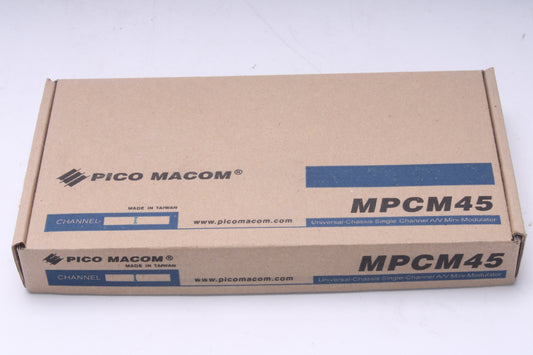 PICO MACOM®
MADE IN TAIWAN
MPCM45
CHANNEL
www.picomacom.com
Universal-Chassis Single Channel A/V Mini-Modulator
PICO MACOM®
MADE IN TAIWAN
MPCM45
CHANNEL
www.picomacom.com
Universal-Chassis Single-Channel A/V Mini-Modulator